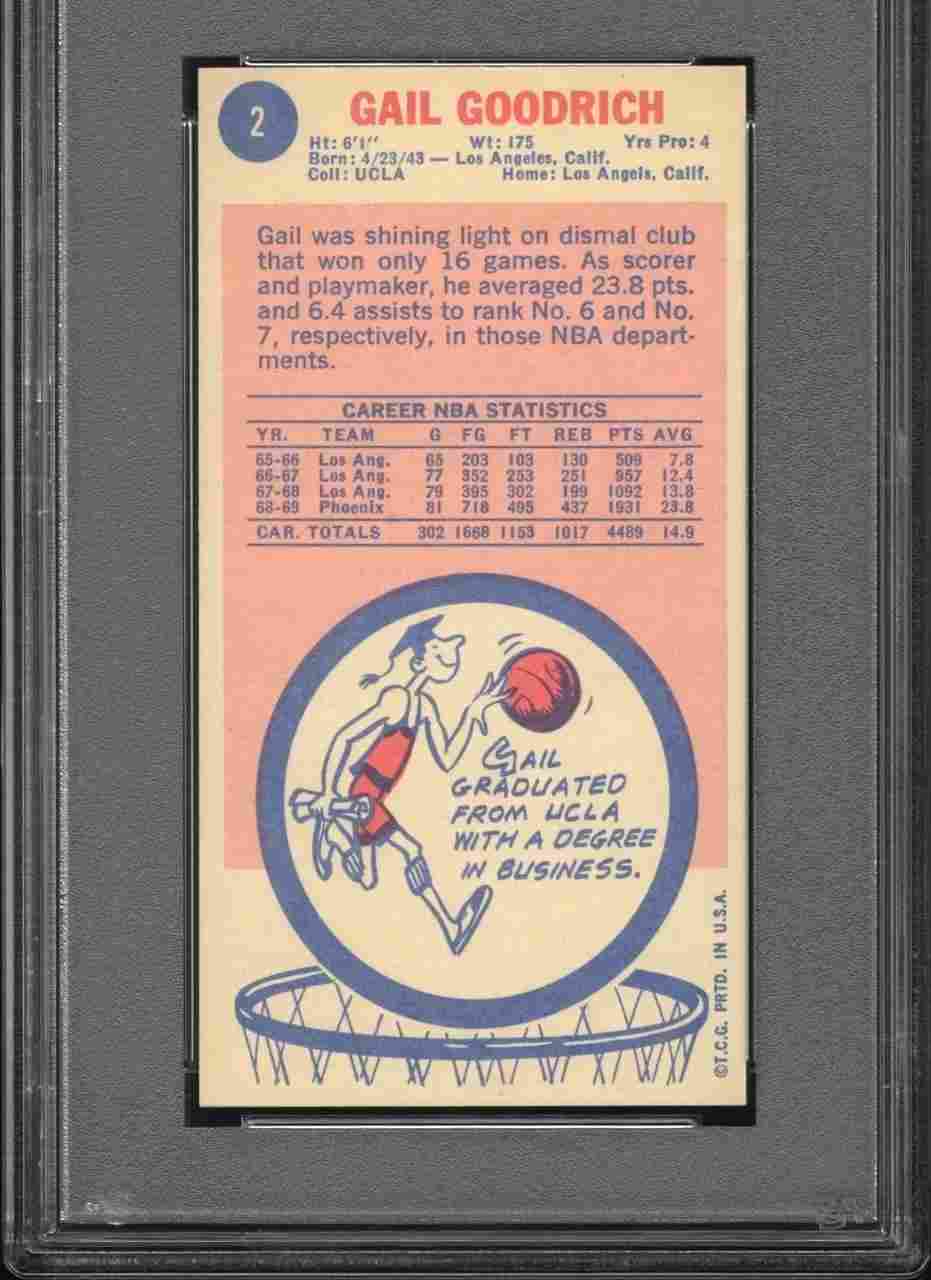 2
GAIL GOODRICH
Ht: 6'1'' Wt: 175 Yrs Pro: 4
Born: 4/23/43 — Los Angeles, Calif.
Coll: UCLA Home: Los Angels, Calif.
Gail was shining light on dismal club
that won only 16 games. As scorer
and playmaker, he averaged 23.8 pts.
and 6.4 assists to rank No. 6 and No.
7, respectively, in those NBA depart-
ments.
CAREER NBA STATISTICS
YR. TEAM G FG FT REB PTS AVG
65-66 Los Ang. 65 203 103 130 509 7.8
66-67 Los Ang. 77 352 253 251 957 12.4
67-68 Los Ang. 79 395 302 199 1092 13.8
68-69 Phoenix 81 718 495 437 1931 23.8
CAR. TOTALS 302 1668 1153 1017 4489 14.9
GAIL
GRADUATED
FROM UCLA
WITH A DEGREE
IN BUSINESS.
©T.C.G. PRTD. IN U.S.A.